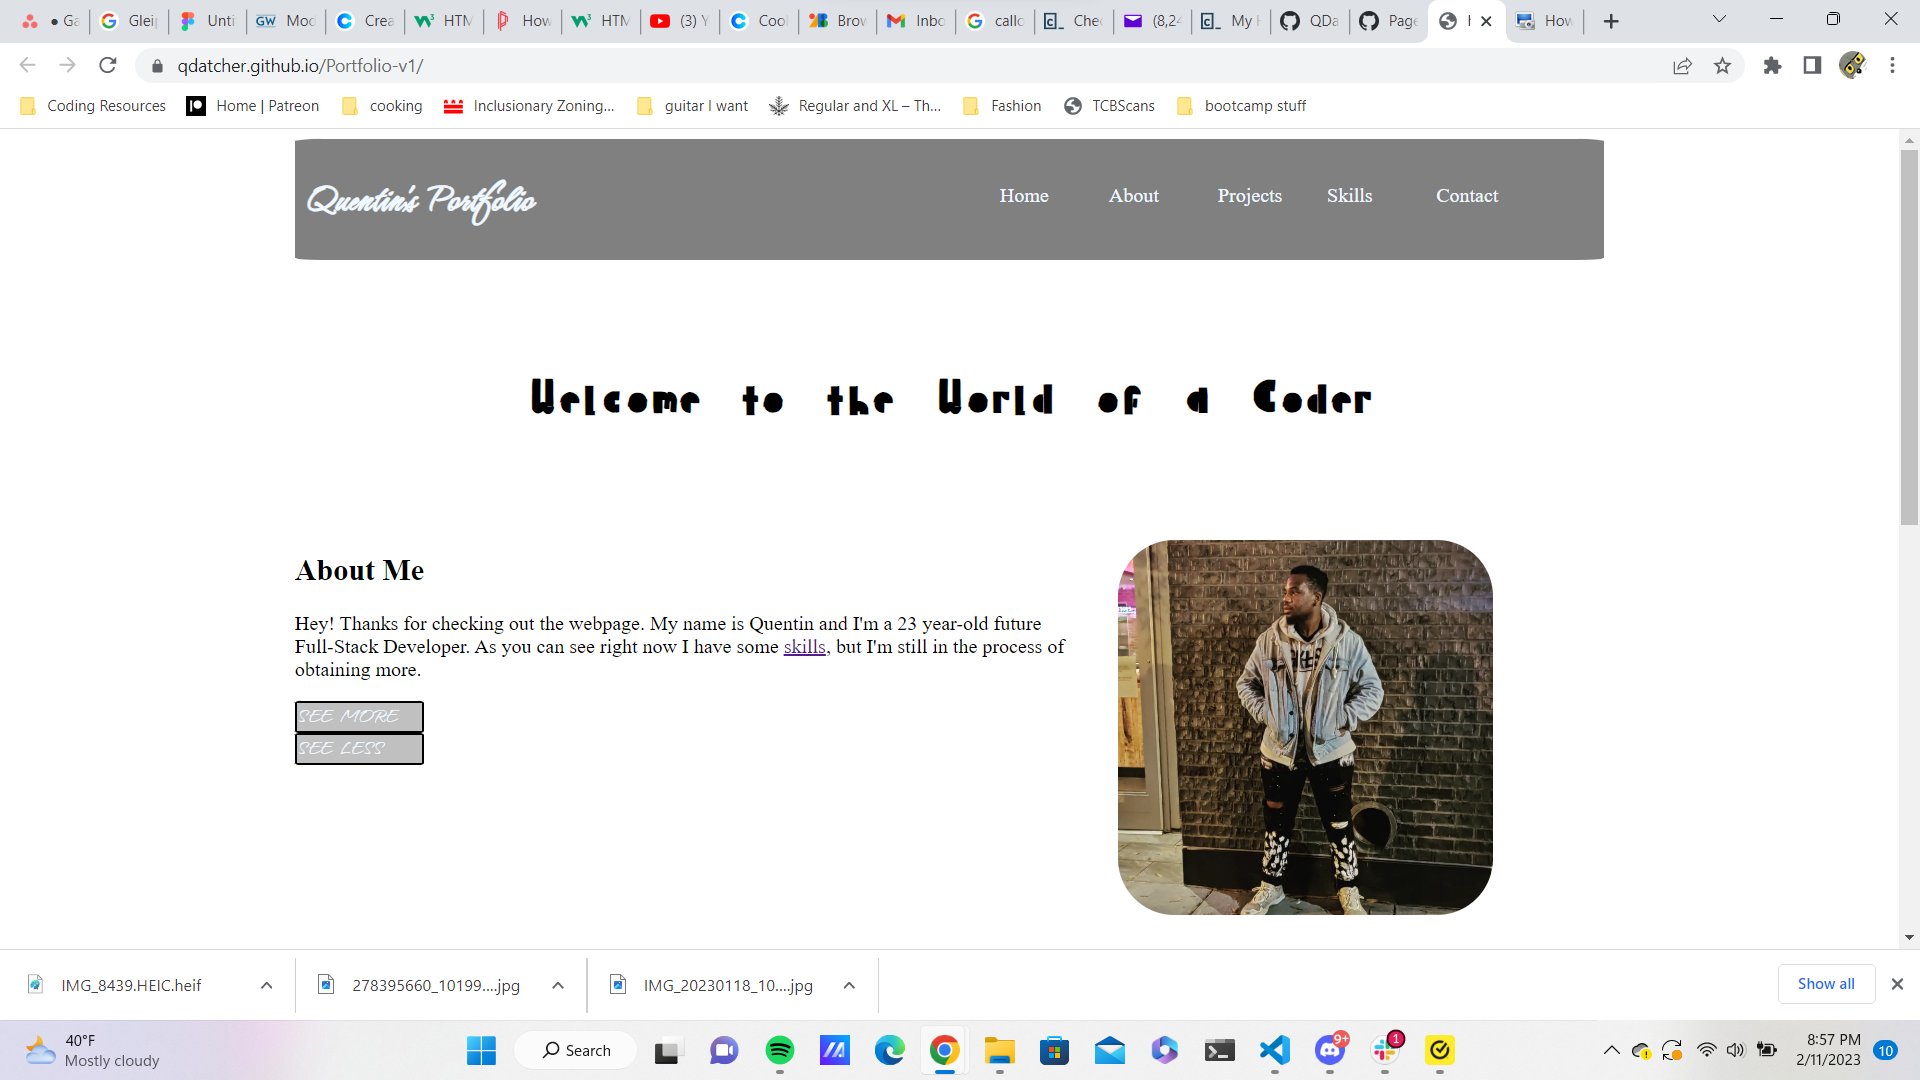 Ga
Glei
Unti
Mod
Crea
HTM
How
HTM
(3) Y
Cool
Brow
Inbo
callo
Chec
(8,24
My
QDa
Page
How
qdatcher.github.io/Portfolio-v1/
Coding Resources
Home | Patreon
cooking
Inclusionary Zoning...
guitar I want
Regular and XL – Th...
Fashion
TCBScans
bootcamp stuff
Quentin's Portfolio
Home
About
Projects
Skills
Contact
Welcome to the World of a Coder
About Me
Hey! Thanks for checking out the webpage. My name is Quentin and I'm a 23 year-old future
Full-Stack Developer. As you can see right now I have some skills, but I'm still in the process of
obtaining more.
SEE MORE
SEE LESS
IMG_8439.HEIC.heif
278395660_10199....jpg
IMG_20230118_10....jpg
Show all
40°F
Mostly cloudy
Search
9+
1
8:57 PM
2/11/2023
10